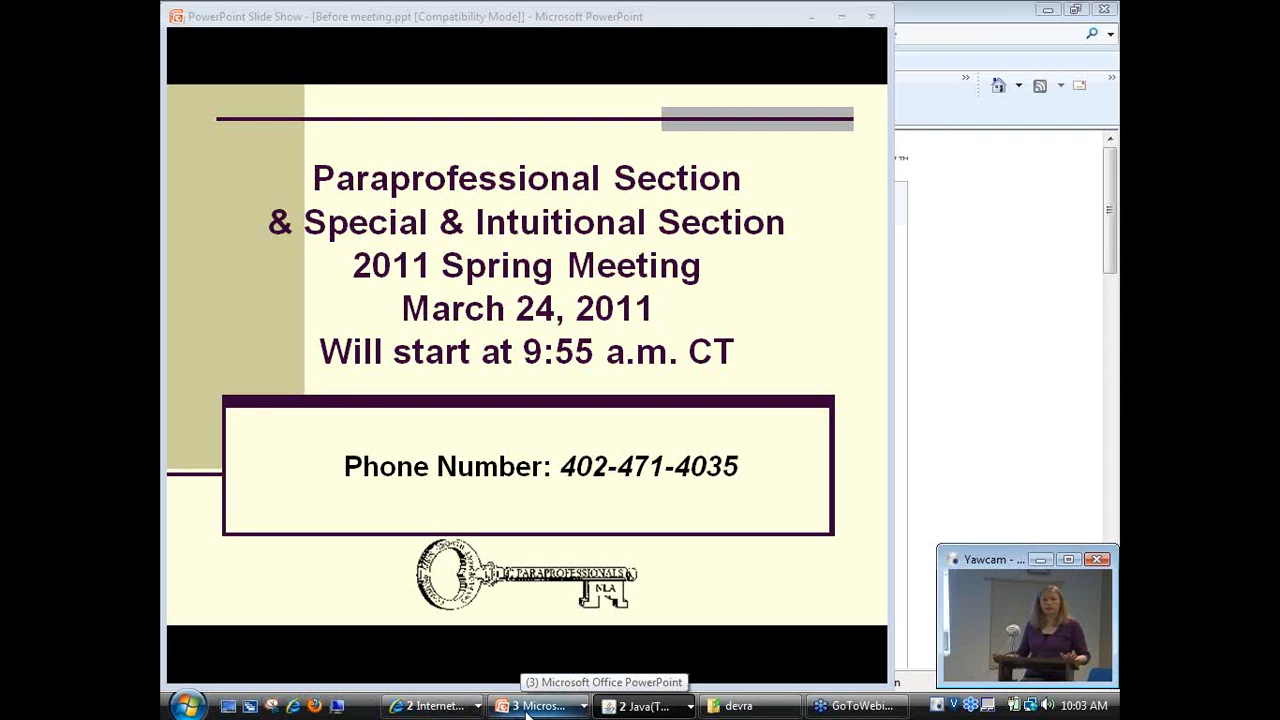 PowerPoint Slide Show - [Before meeting.ppt [Compatibility Mode]] - Microsoft PowerPoint
Paraprofessional Section
& Special & Intuitional Section
2011 Spring Meeting
March 24, 2011
Will start at 9:55 a.m. CT
Phone Number: 402-471-4035
PARAPROFESSIONALS
NLA
Yawcam - ...
(3) Microsoft Office PowerPoint
2 Internet...
3 Micros...
2 Java(T...
devra
GoToWebi...
10:03 AM